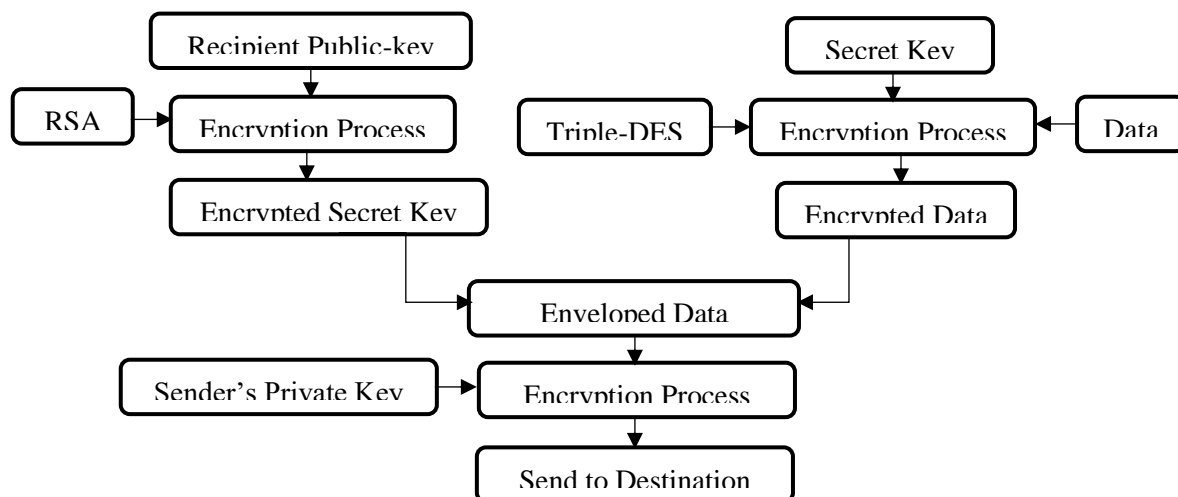 Recipient Public-key
Secret Key
RSA
Encryption Process
Triple-DES
Encryption Process
Data
Encrypted Secret Key
Encrypted Data
Enveloped Data
Sender's Private Key
Encryption Process
Send to Destination